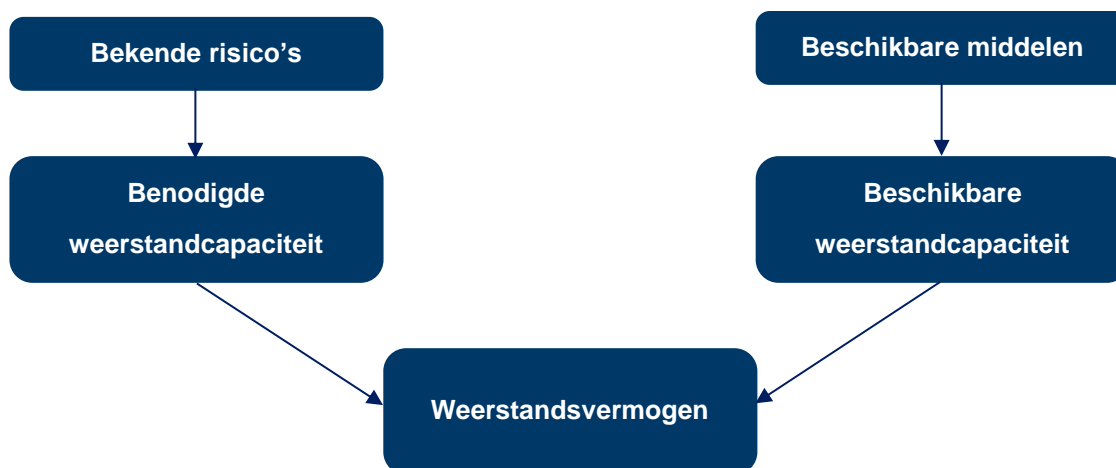 Bekende risico’s
Beschikbare middelen
Benodigde
weerstandcapaciteit
Beschikbare
weerstandcapaciteit
Weerstandsvermogen